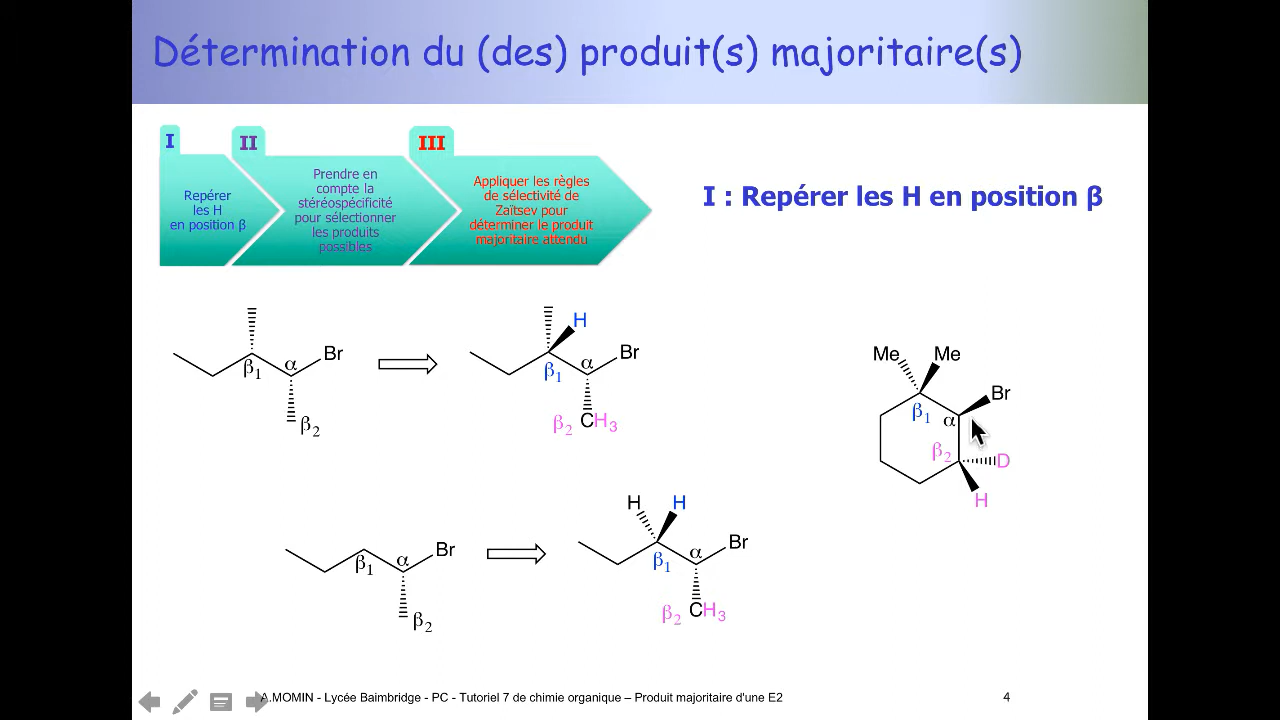 Détermination du (des) produit(s) majoritaire(s)
I
II
III
Repérer
les H
en position β
Prendre en
compte la
stéréospécificité
pour sélectionner
les produits
possibles
Appliquer les règles
de sélectivité de
Zaïtsev pour
déterminer le produit
majoritaire attendu
I : Repérer les H en position β
β1 α Br
β2
H
β1 α Br
β2 CH3
Me Me
Br
β1 α
β2 D
H
β1 α Br
β2
H H
β1 α Br
β2 CH3
A.MOMIN - Lycée Baimbridge - PC - Tutoriel 7 de chimie organique – Produit majoritaire d'une E2
4